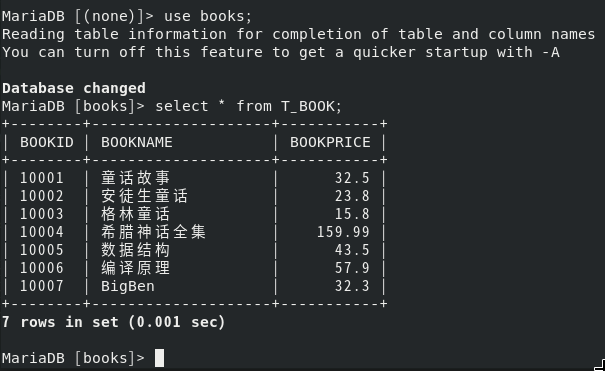 MariaDB [(none)]> use books;
Reading table information for completion of table and column names
You can turn off this feature to get a quicker startup with -A
Database changed
MariaDB [books]> select * from T_BOOK;
+--------+--------------------+-----------+
| BOOKID | BOOKNAME           | BOOKPRICE |
+--------+--------------------+-----------+
| 10001  | 童话故事           |      32.5 |
| 10002  | 安徒生童话         |      23.8 |
| 10003  | 格林童话           |      15.8 |
| 10004  | 希腊神话全集       |    159.99 |
| 10005  | 数据结构           |      43.5 |
| 10006  | 编译原理           |      57.9 |
| 10007  | BigBen             |      32.3 |
+--------+--------------------+-----------+
7 rows in set (0.001 sec)
MariaDB [books]>